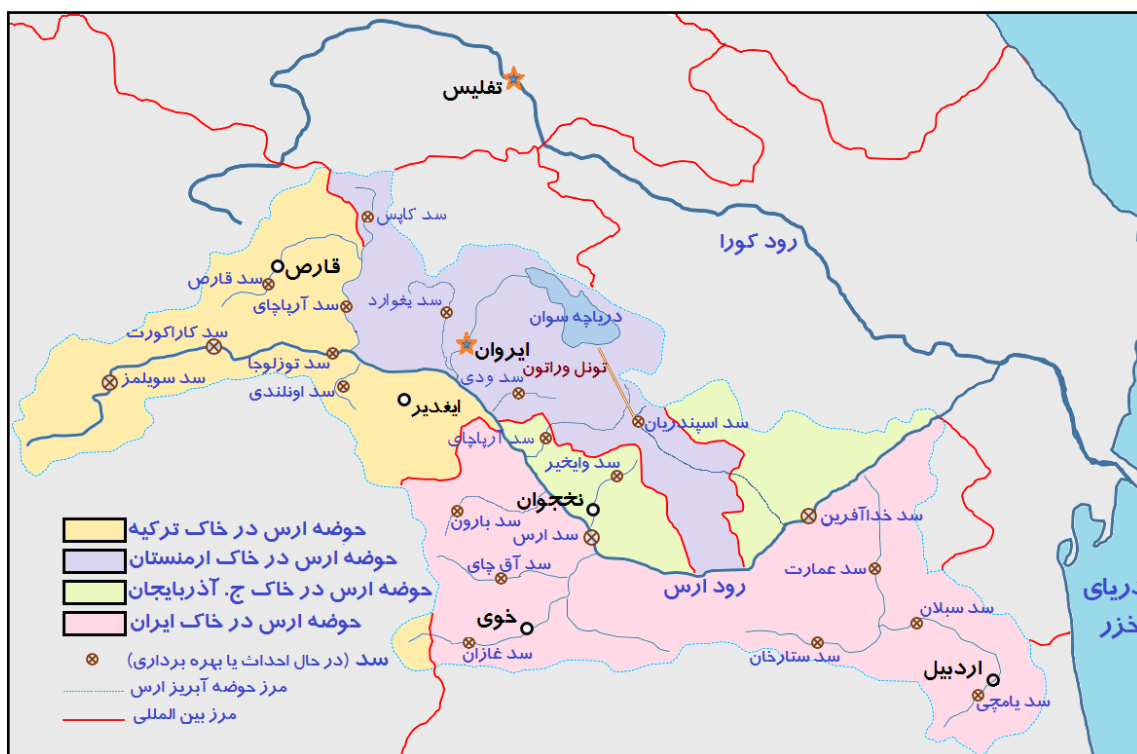 تفلیس
رود کورا
سد کاپس
قارص
سد قارص
سد آرپاچای
سد یغوارد
دریاچه سوان
سد کاراکورت
ایروان
تونل وراتون
سد توزلوجا
سد سویلمز
سد ودی
سد اونلندی
ایغدیر
سد اسپندریان
سد آرپاچای
سد وایخیر
نخجوان
سد بارون
سد خداآفرین
سد ارس
سد آق چای
سد عمارت
رود ارس
دریای
خزر
سد سبلان
خوی
سد غازان
سد ستارخان
اردبیل
سد یامچی
حوضه ارس در خاک ترکیه
حوضه ارس در خاک ارمنستان
حوضه ارس در خاک ج. آذربایجان
حوضه ارس در خاک ایران
سد (در حال احداث یا بهره برداری)
مرز حوضه آبریز ارس
مرز بین المللی